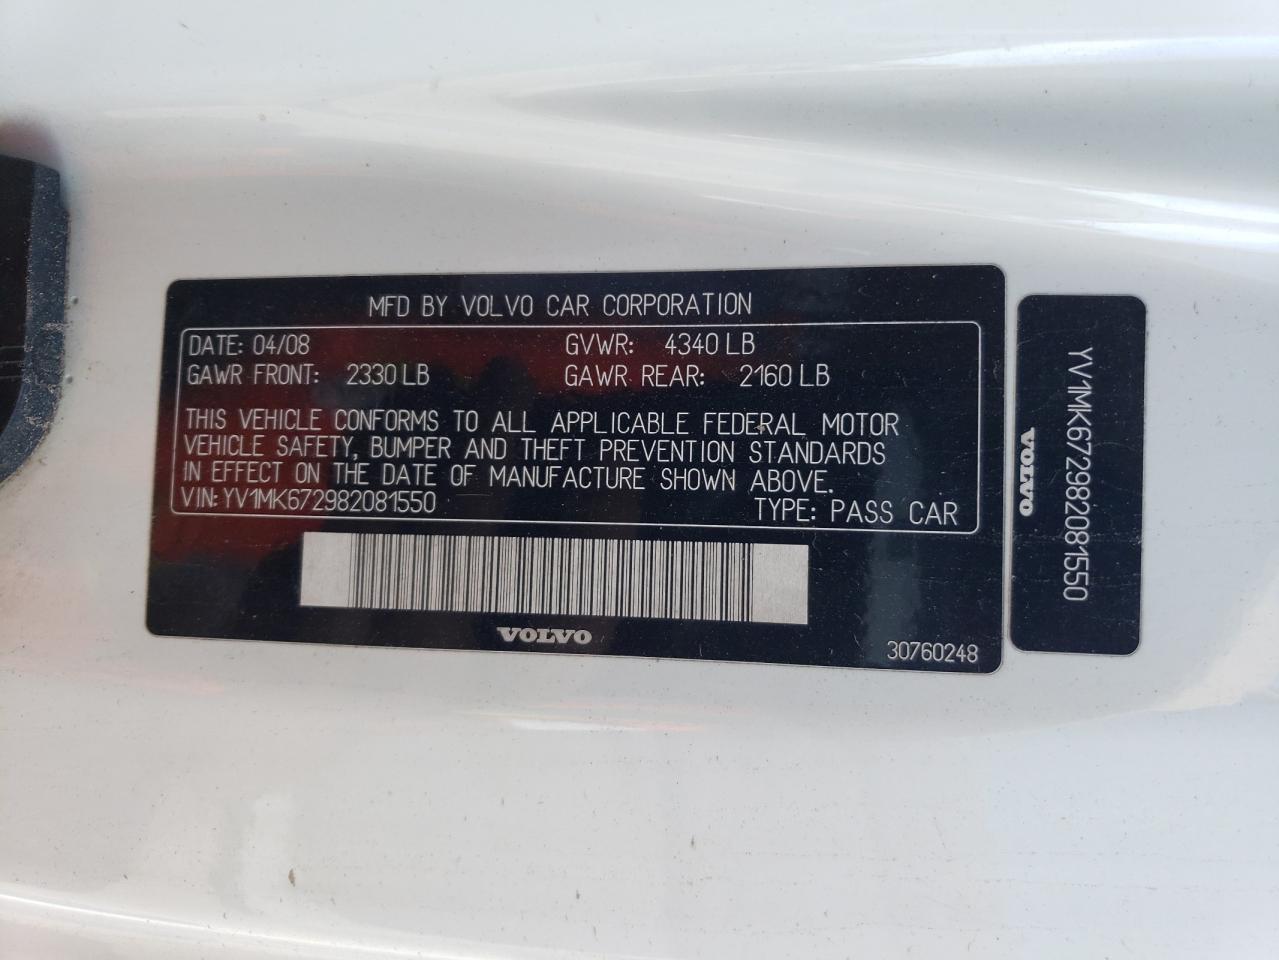 MFD BY VOLVO CAR CORPORATION
DATE: 04/08 GVWR: 4340 LB
GAWR FRONT: 2330 LB GAWR REAR: 2160 LB
THIS VEHICLE CONFORMS TO ALL APPLICABLE FEDERAL MOTOR
VEHICLE SAFETY, BUMPER AND THEFT PREVENTION STANDARDS
IN EFFECT ON THE DATE OF MANUFACTURE SHOWN ABOVE.
VIN: YV1MK672982081550 TYPE: PASS CAR
VOLVO
30760248
YV1MK672982081550
VOLVO